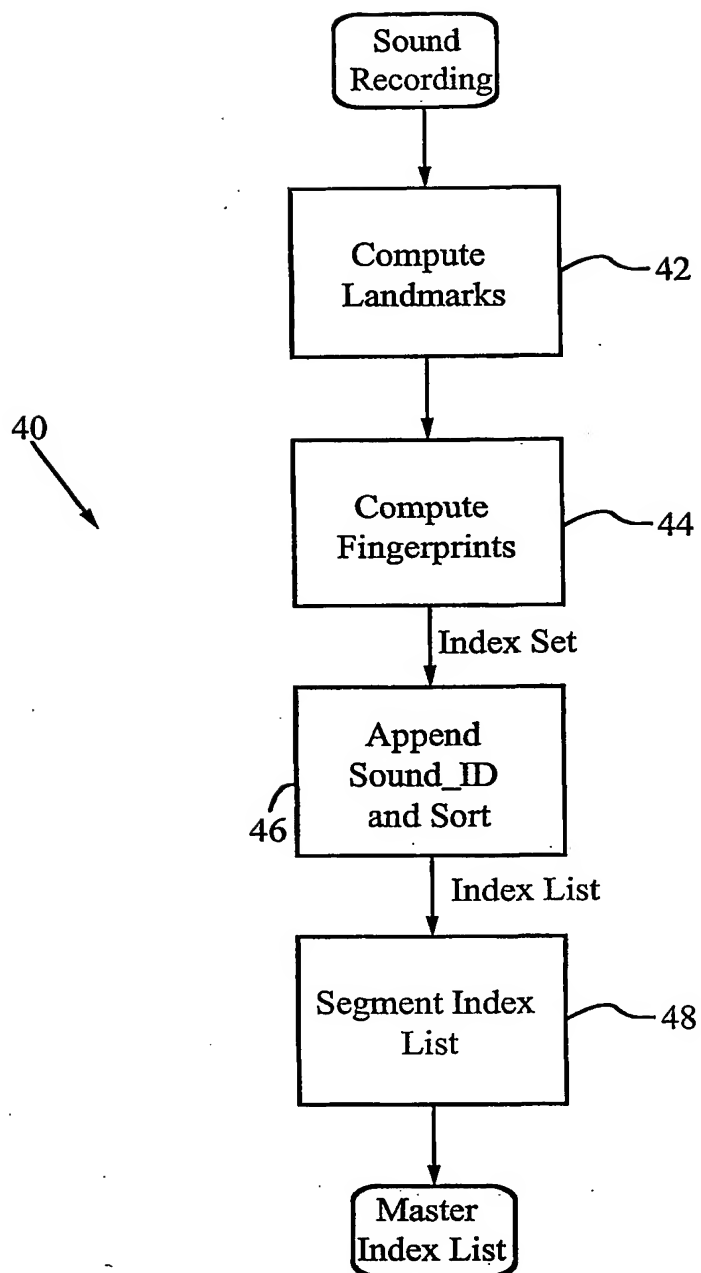 Sound
Recording
Compute
Landmarks
42
40
Compute
Fingerprints
44
Index Set
Append
Sound_ID
and Sort
46
Index List
Segment Index
List
48
Master
Index List